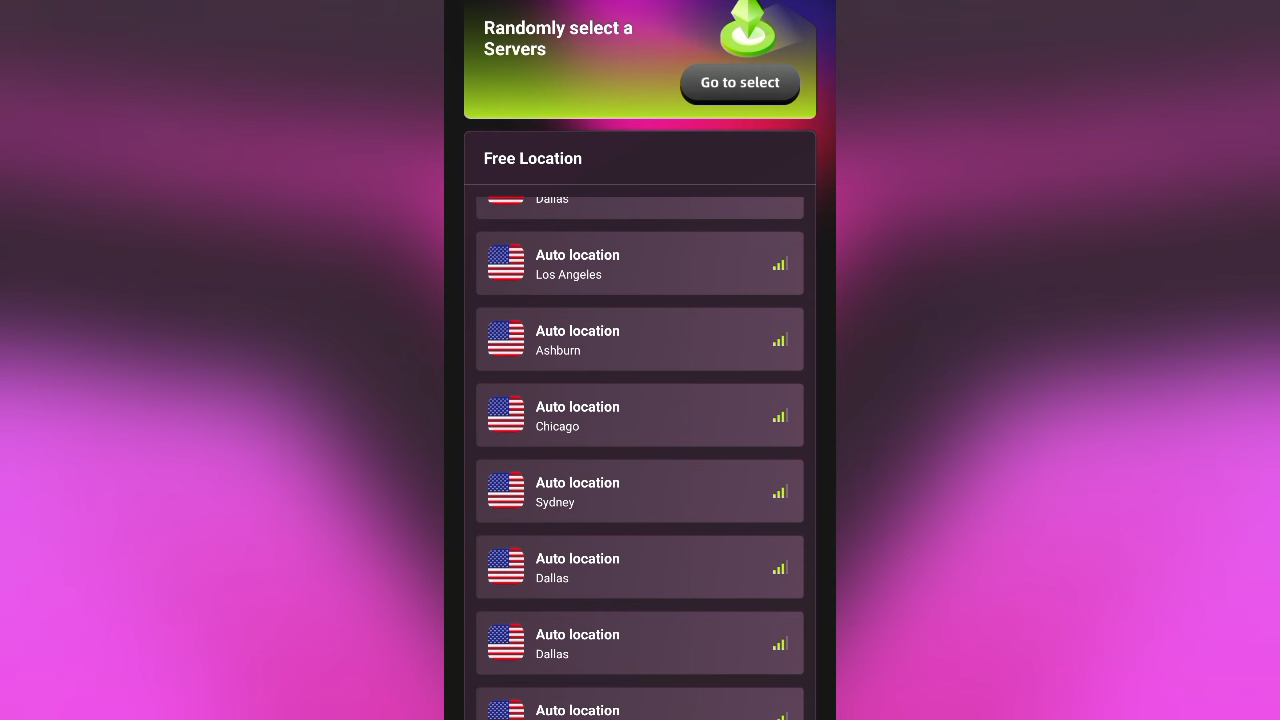 Randomly select a
Servers
Go to select
Free Location
Dallas
Auto location
Los Angeles
Auto location
Ashburn
Auto location
Chicago
Auto location
Sydney
Auto location
Dallas
Auto location
Dallas
Auto location